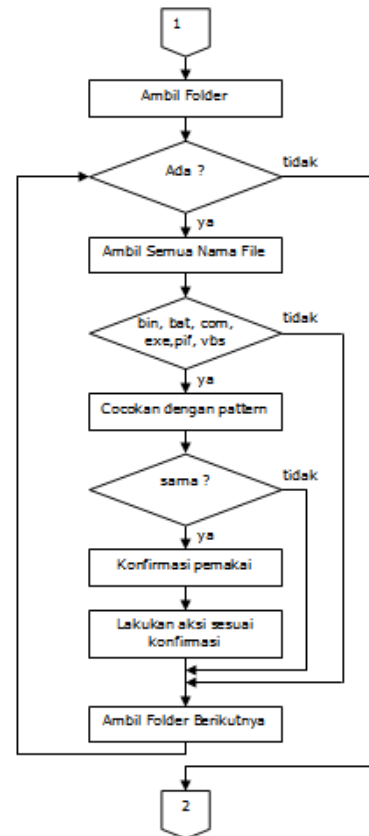 1
Ambil Folder
Ada ?
tidak
ya
Ambil Semua Nama File
bin, bat, com,
exe,pif, vbs
tidak
ya
Cocokan dengan pattern
sama ?
tidak
ya
Konfirmasi pemakai
Lakukan aksi sesuai
konfirmasi
Ambil Folder Berikutnya
2